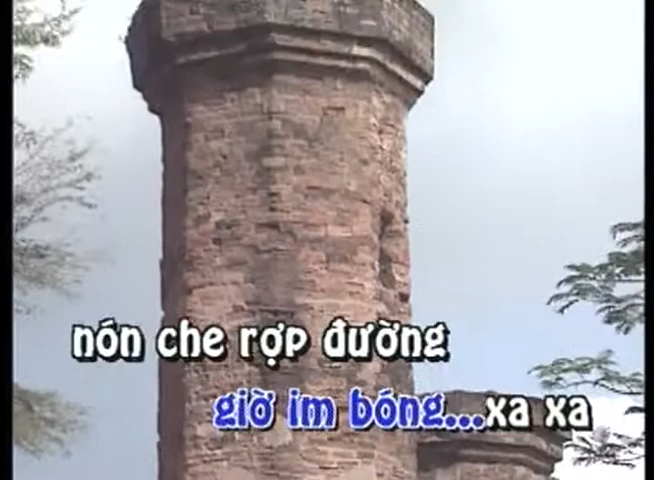 nón che rợp đường
giờ im bóng...xa xa